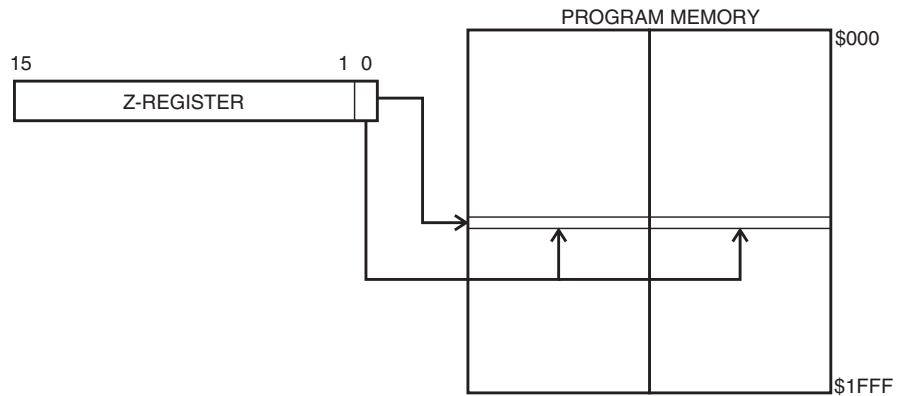 PROGRAM MEMORY
$000
15 1 0
Z-REGISTER
$1FFF